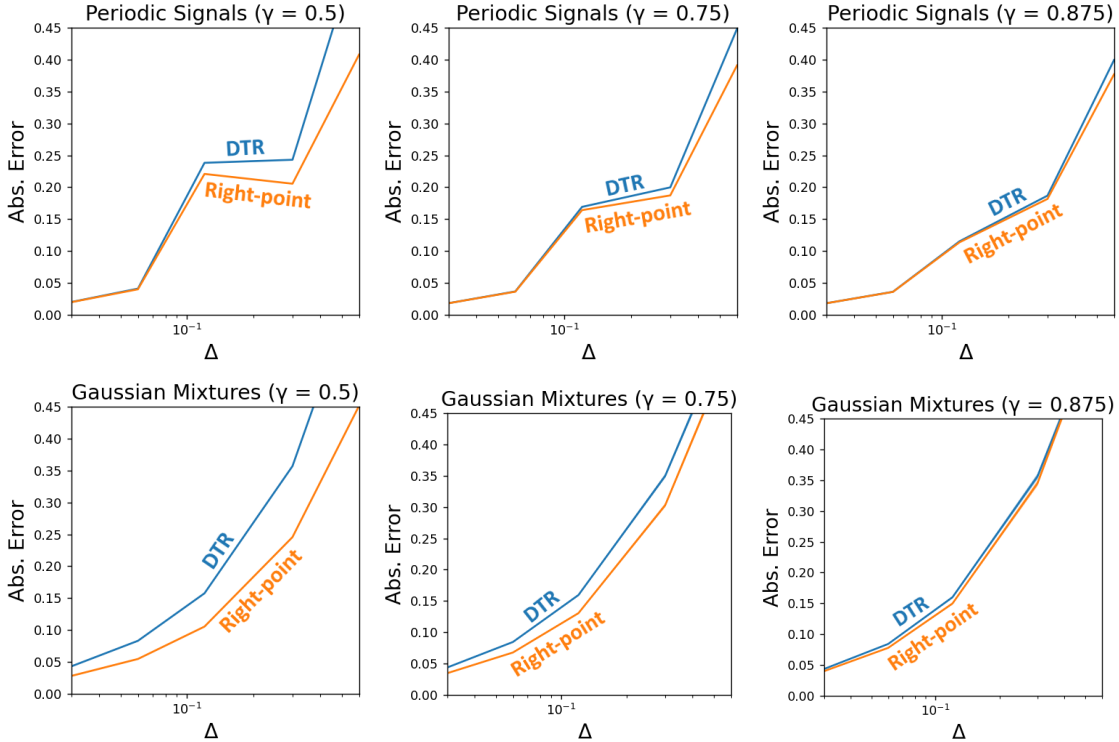 Periodic Signals (γ = 0.5)
Abs. Error
0.45
0.40
0.35
0.30
0.25
0.20
0.15
0.10
0.05
0.00
DTR
Right-point
10⁻¹
Δ
Periodic Signals (γ = 0.75)
Abs. Error
0.45
0.40
0.35
0.30
0.25
0.20
0.15
0.10
0.05
0.00
DTR
Right-point
10⁻¹
Δ
Periodic Signals (γ = 0.875)
Abs. Error
0.45
0.40
0.35
0.30
0.25
0.20
0.15
0.10
0.05
0.00
DTR
Right-point
10⁻¹
Δ
Gaussian Mixtures (γ = 0.5)
Abs. Error
0.45
0.40
0.35
0.30
0.25
0.20
0.15
0.10
0.05
0.00
DTR
Right-point
10⁻¹
Δ
Gaussian Mixtures (γ = 0.75)
Abs. Error
0.45
0.40
0.35
0.30
0.25
0.20
0.15
0.10
0.05
0.00
DTR
Right-point
10⁻¹
Δ
Gaussian Mixtures (γ = 0.875)
Abs. Error
0.45
0.40
0.35
0.30
0.25
0.20
0.15
0.10
0.05
0.00
DTR
Right-point
10⁻¹
Δ